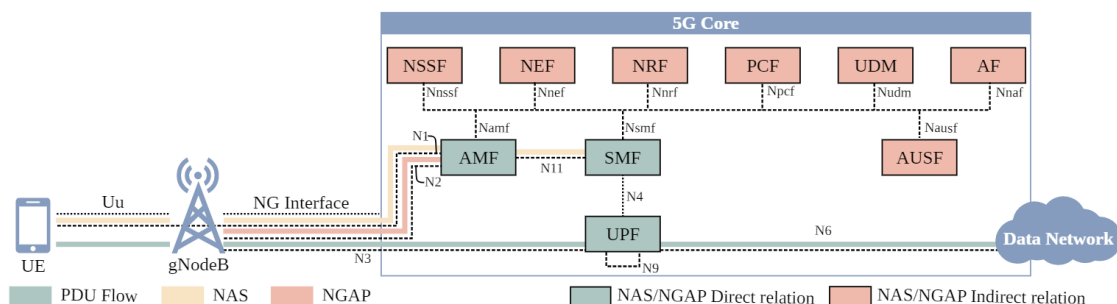 5G Core
NSSF NEF NRF PCF UDM AF
Nnssf Nnef Nnrf Npcf Nudm Nnaf
N1 Namf Nsmf Nausf
AMF SMF AUSF
N2 N11
Uu NG Interface N4
UPF N6
Data Network
UE gNodeB N3 N9
PDU Flow NAS NGAP NAS/NGAP Direct relation NAS/NGAP Indirect relation